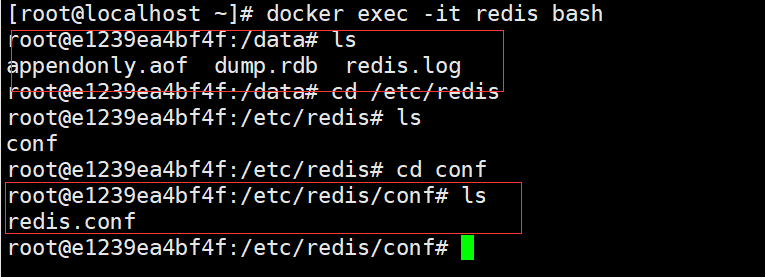 [root@localhost ~]# docker exec -it redis bash
root@e1239ea4bf4f:/data# ls
appendonly.aof  dump.rdb  redis.log
root@e1239ea4bf4f:/data# cd /etc/redis
root@e1239ea4bf4f:/etc/redis# ls
conf
root@e1239ea4bf4f:/etc/redis# cd conf
root@e1239ea4bf4f:/etc/redis/conf# ls
redis.conf
root@e1239ea4bf4f:/etc/redis/conf#